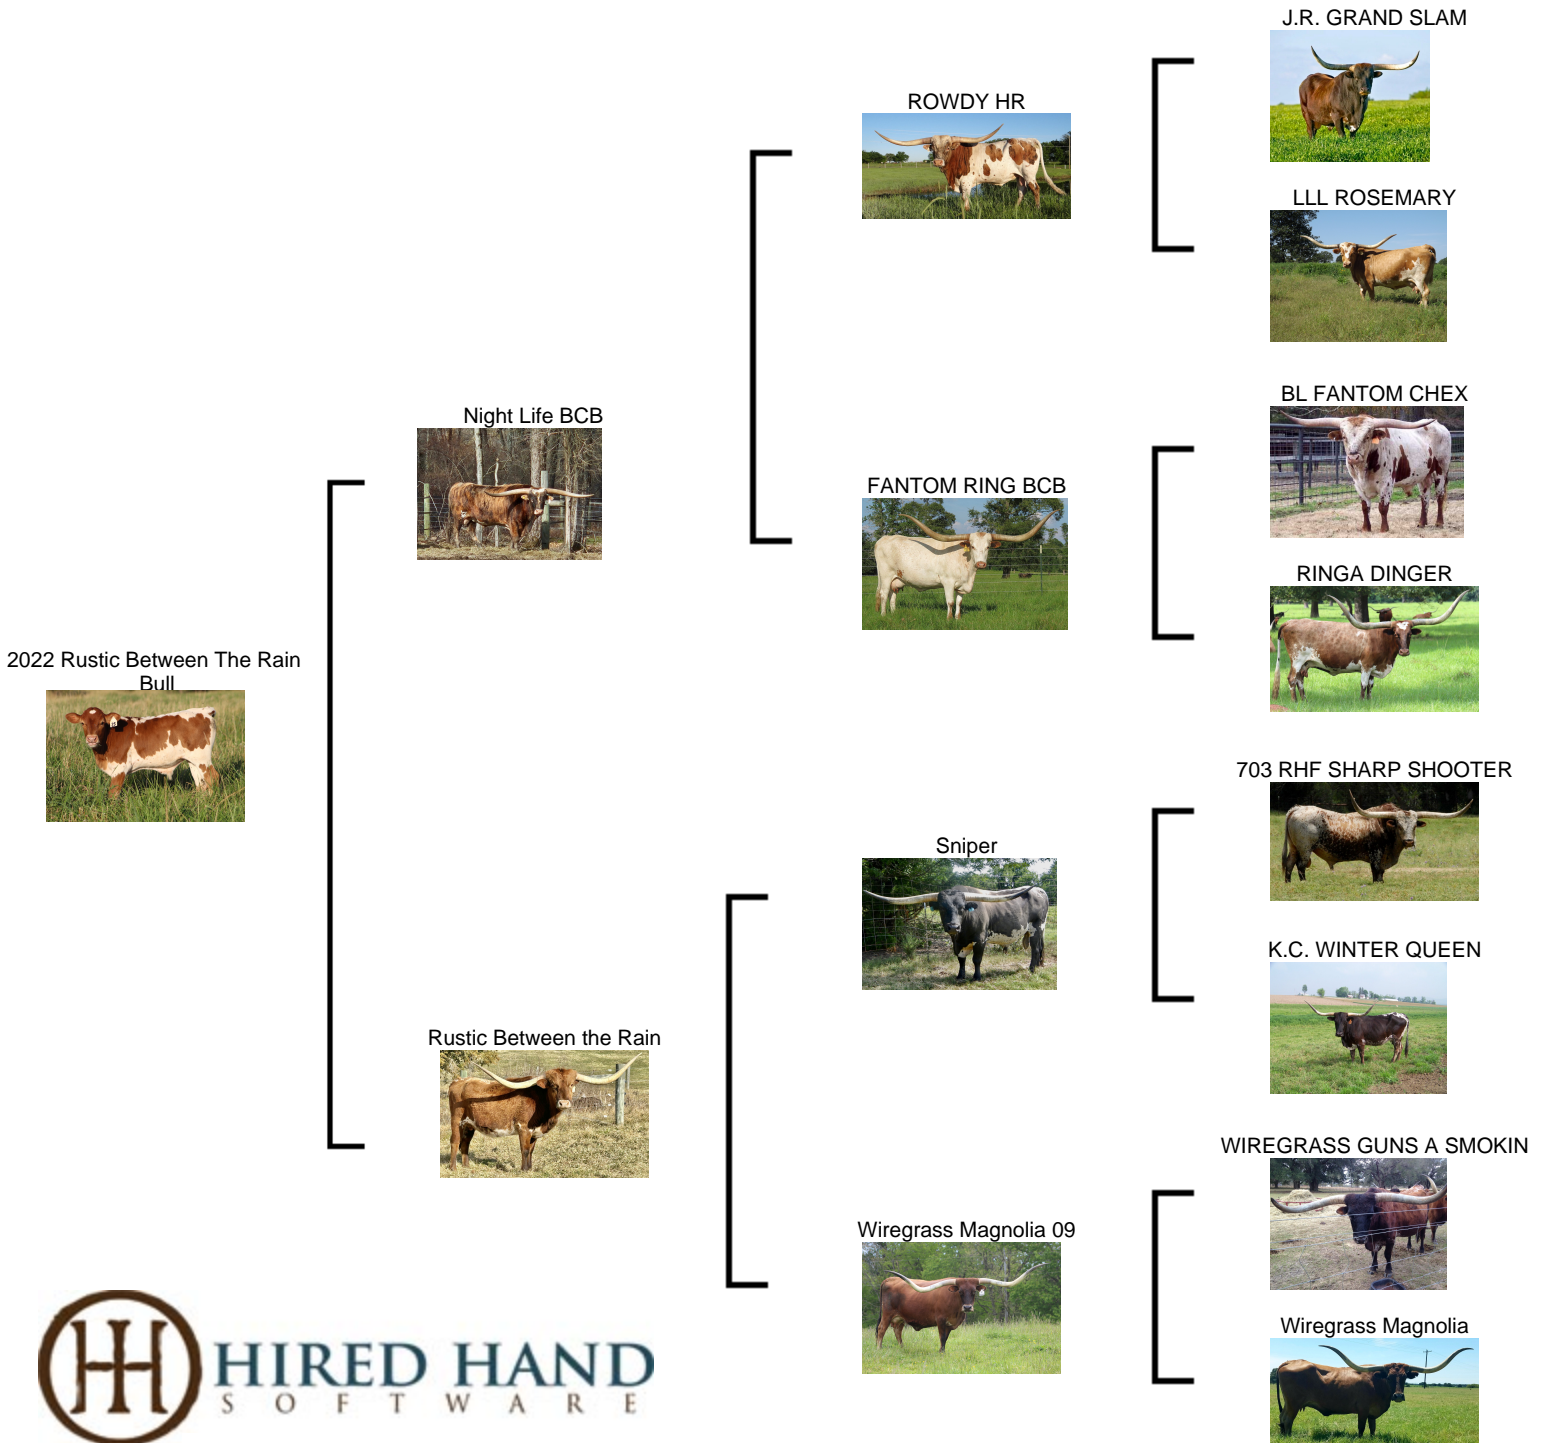 J.R. GRAND SLAM
ROWDY HR
LLL ROSEMARY
BL FANTOM CHEX
Night Life BCB
FANTOM RING BCB
RINGA DINGER
2022 Rustic Between The Rain
Bull
703 RHF SHARP SHOOTER
Sniper
K.C. WINTER QUEEN
Rustic Between the Rain
WIREGRASS GUNS A SMOKIN
Wiregrass Magnolia 09
Wiregrass Magnolia
HIRED HAND
SOFTWARE